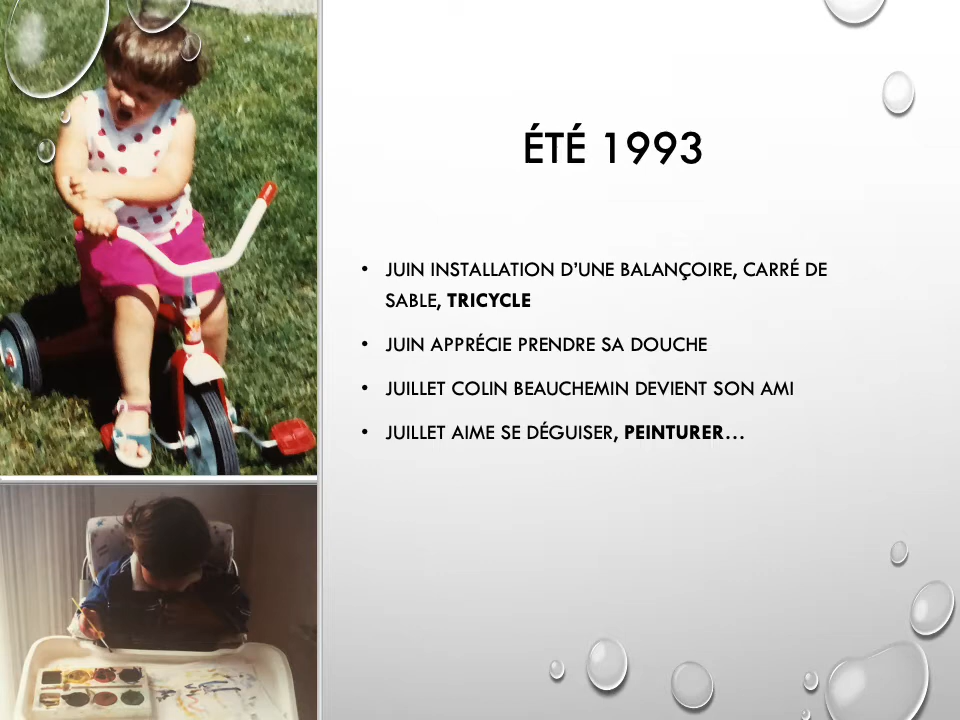 ÉTÉ 1993
• JUIN INSTALLATION D’UNE BALANÇOIRE, CARRÉ DE
SABLE, TRICYCLE
• JUIN APPRÉCIE PRENDRE SA DOUCHE
• JUILLET COLIN BEAUCHEMIN DEVIENT SON AMI
• JUILLET AIME SE DÉGUISER, PEINTURER…